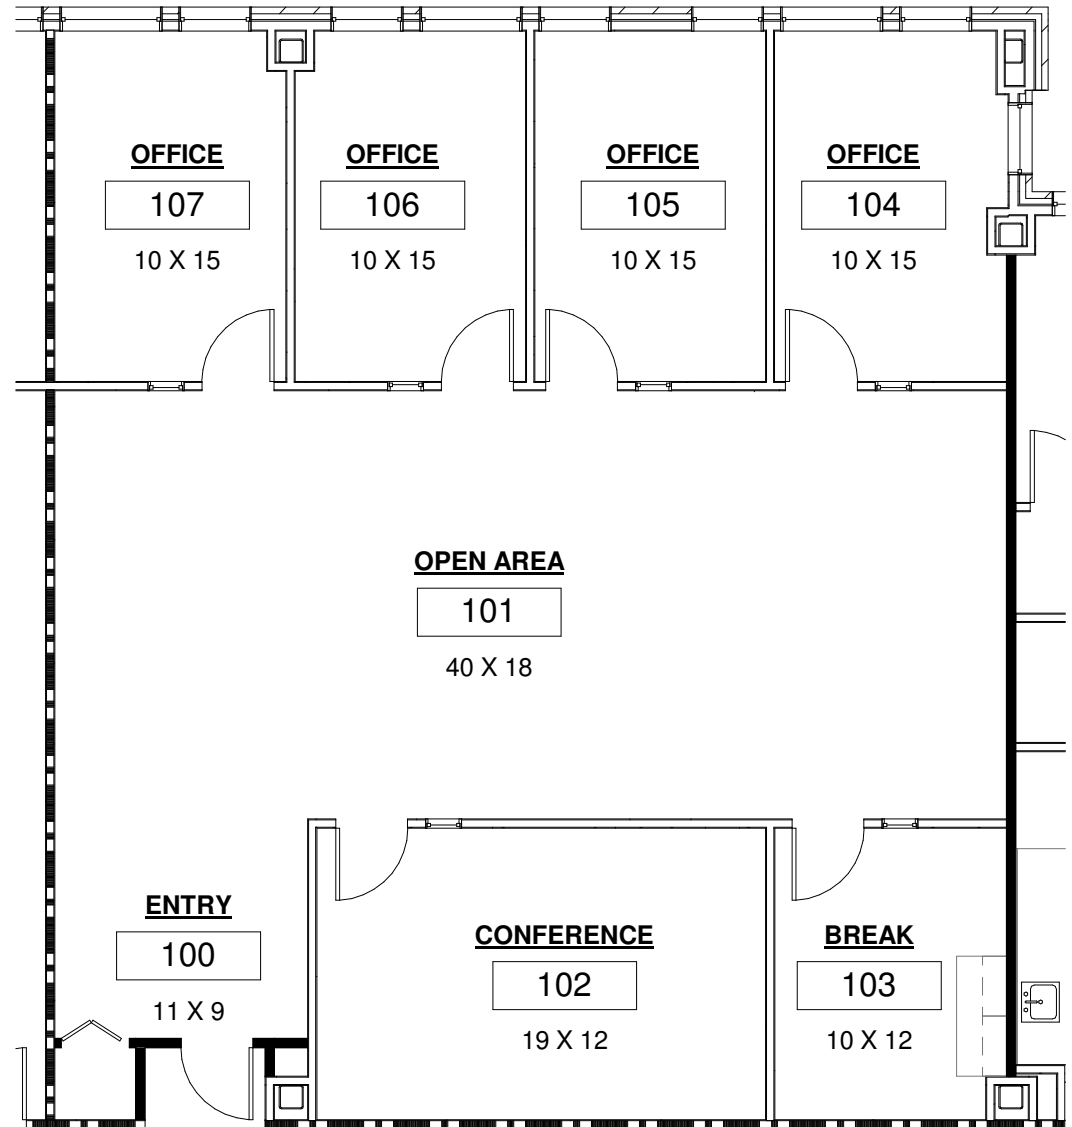 OFFICE
107
10 X 15
OFFICE
106
10 X 15
OFFICE
105
10 X 15
OFFICE
104
10 X 15
OPEN AREA
101
40 X 18
ENTRY
100
11 X 9
CONFERENCE
102
19 X 12
BREAK
103
10 X 12